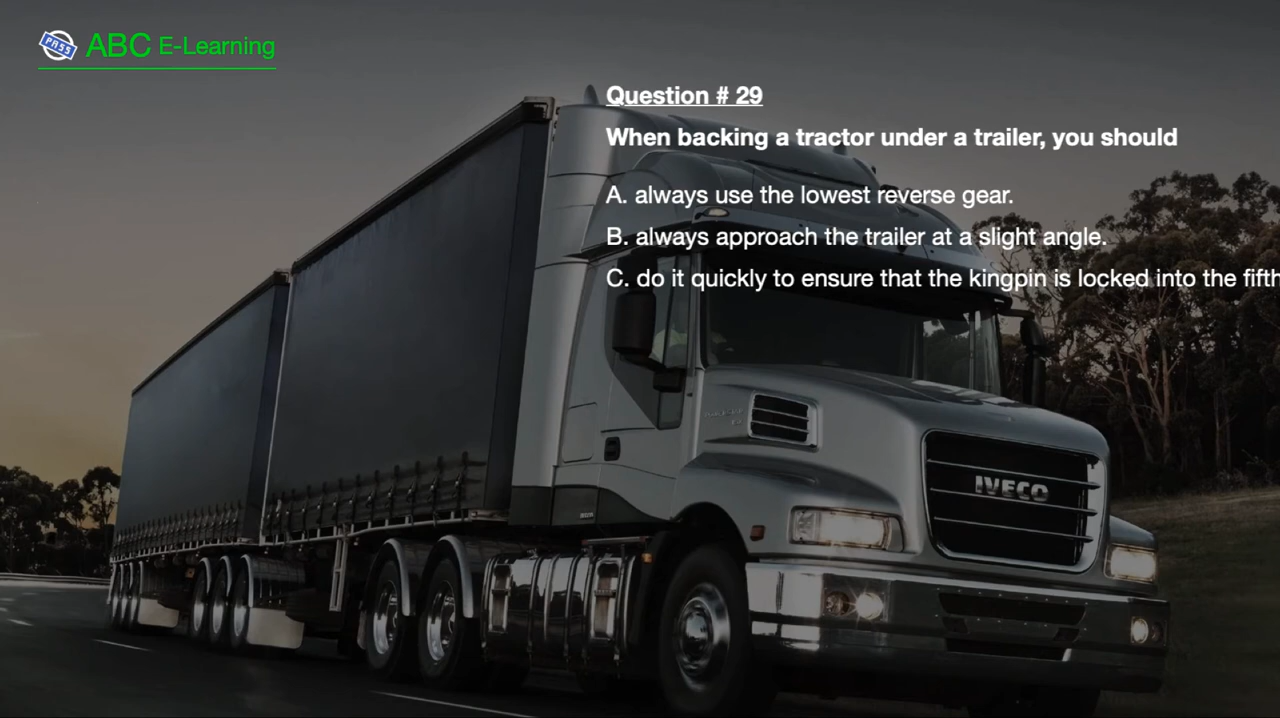 PASS
ABC E-Learning
Question # 29
When backing a tractor under a trailer, you should
A. always use the lowest reverse gear.
B. always approach the trailer at a slight angle.
C. do it quickly to ensure that the kingpin is locked into the fifth
IVECO